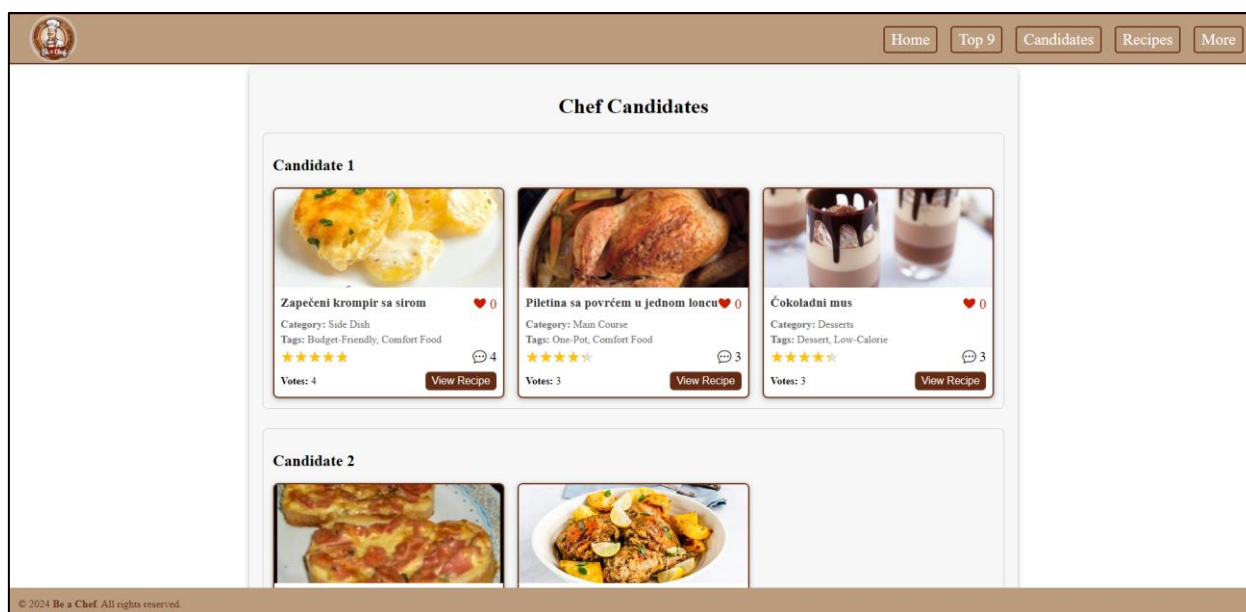 Be a Chef
Home Top 9 Candidates Recipes More
Chef Candidates
Candidate 1
Zapečeni krompir sa sirom 0
Category: Side Dish
Tags: Budget-Friendly, Comfort Food
4
Votes: 4 View Recipe
Piletina sa povrćem u jednom loncu 0
Category: Main Course
Tags: One-Pot, Comfort Food
3
Votes: 3 View Recipe
Čokoladni mus 0
Category: Desserts
Tags: Dessert, Low-Calorie
3
Votes: 3 View Recipe
Candidate 2
© 2024 Be a Chef. All rights reserved.